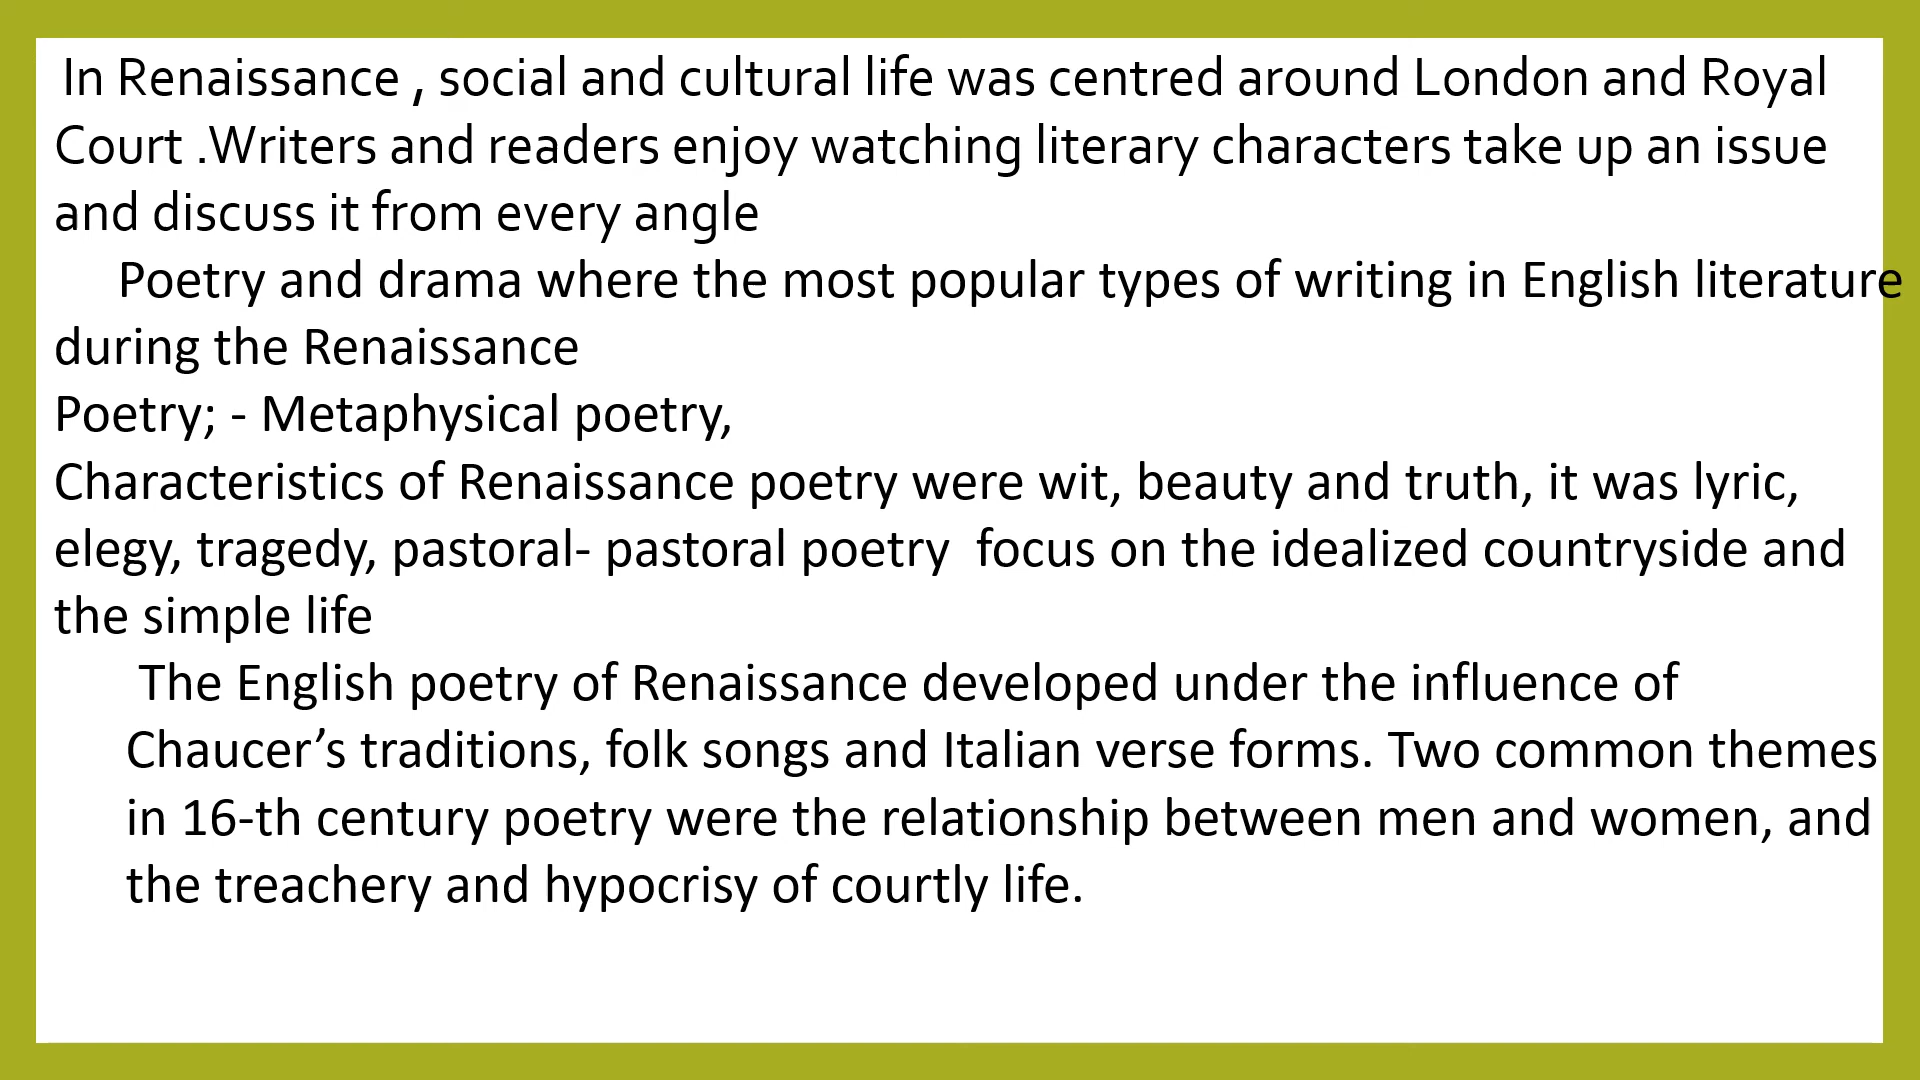 In Renaissance , social and cultural life was centred around London and Royal
Court .Writers and readers enjoy watching literary characters take up an issue
and discuss it from every angle
Poetry and drama where the most popular types of writing in English literature
during the Renaissance
Poetry; - Metaphysical poetry,
Characteristics of Renaissance poetry were wit, beauty and truth, it was lyric,
elegy, tragedy, pastoral- pastoral poetry  focus on the idealized countryside and
the simple life
The English poetry of Renaissance developed under the influence of
Chaucer’s traditions, folk songs and Italian verse forms. Two common themes
in 16-th century poetry were the relationship between men and women, and
the treachery and hypocrisy of courtly life.